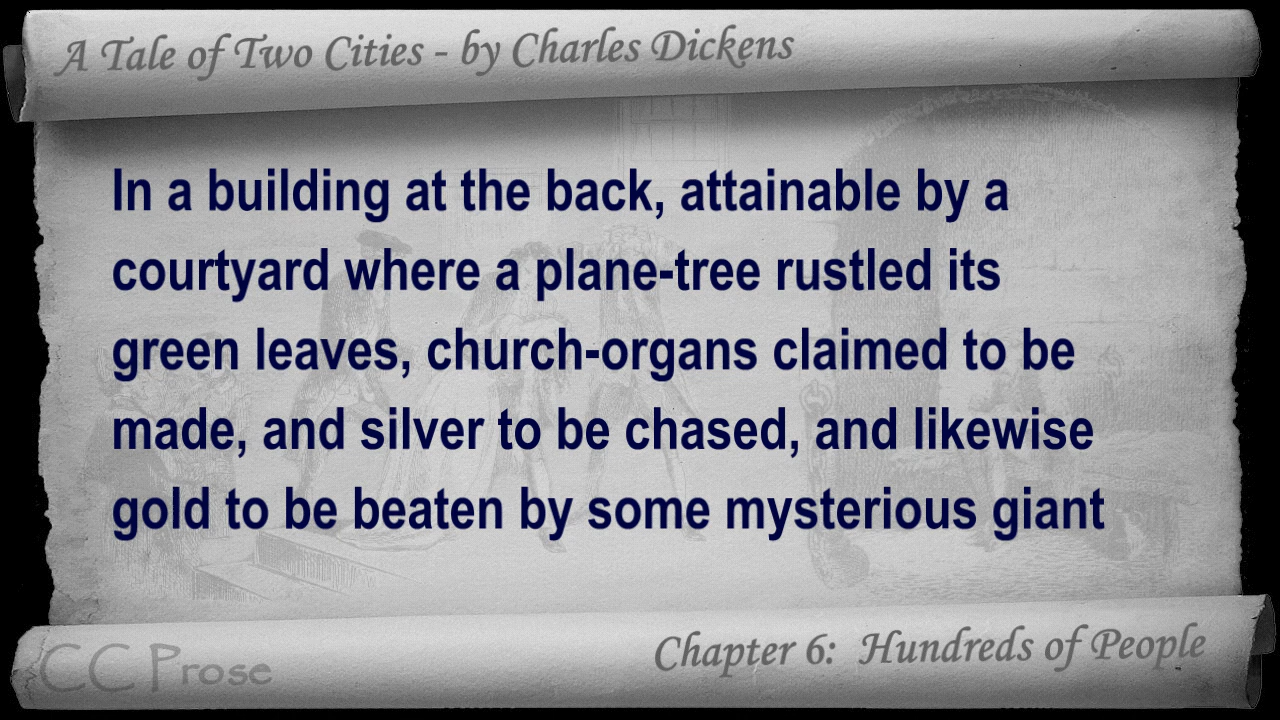 A Tale of Two Cities - by Charles Dickens
In a building at the back, attainable by a
courtyard where a plane-tree rustled its
green leaves, church-organs claimed to be
made, and silver to be chased, and likewise
gold to be beaten by some mysterious giant
Chapter 6: Hundreds of People
CC Prose